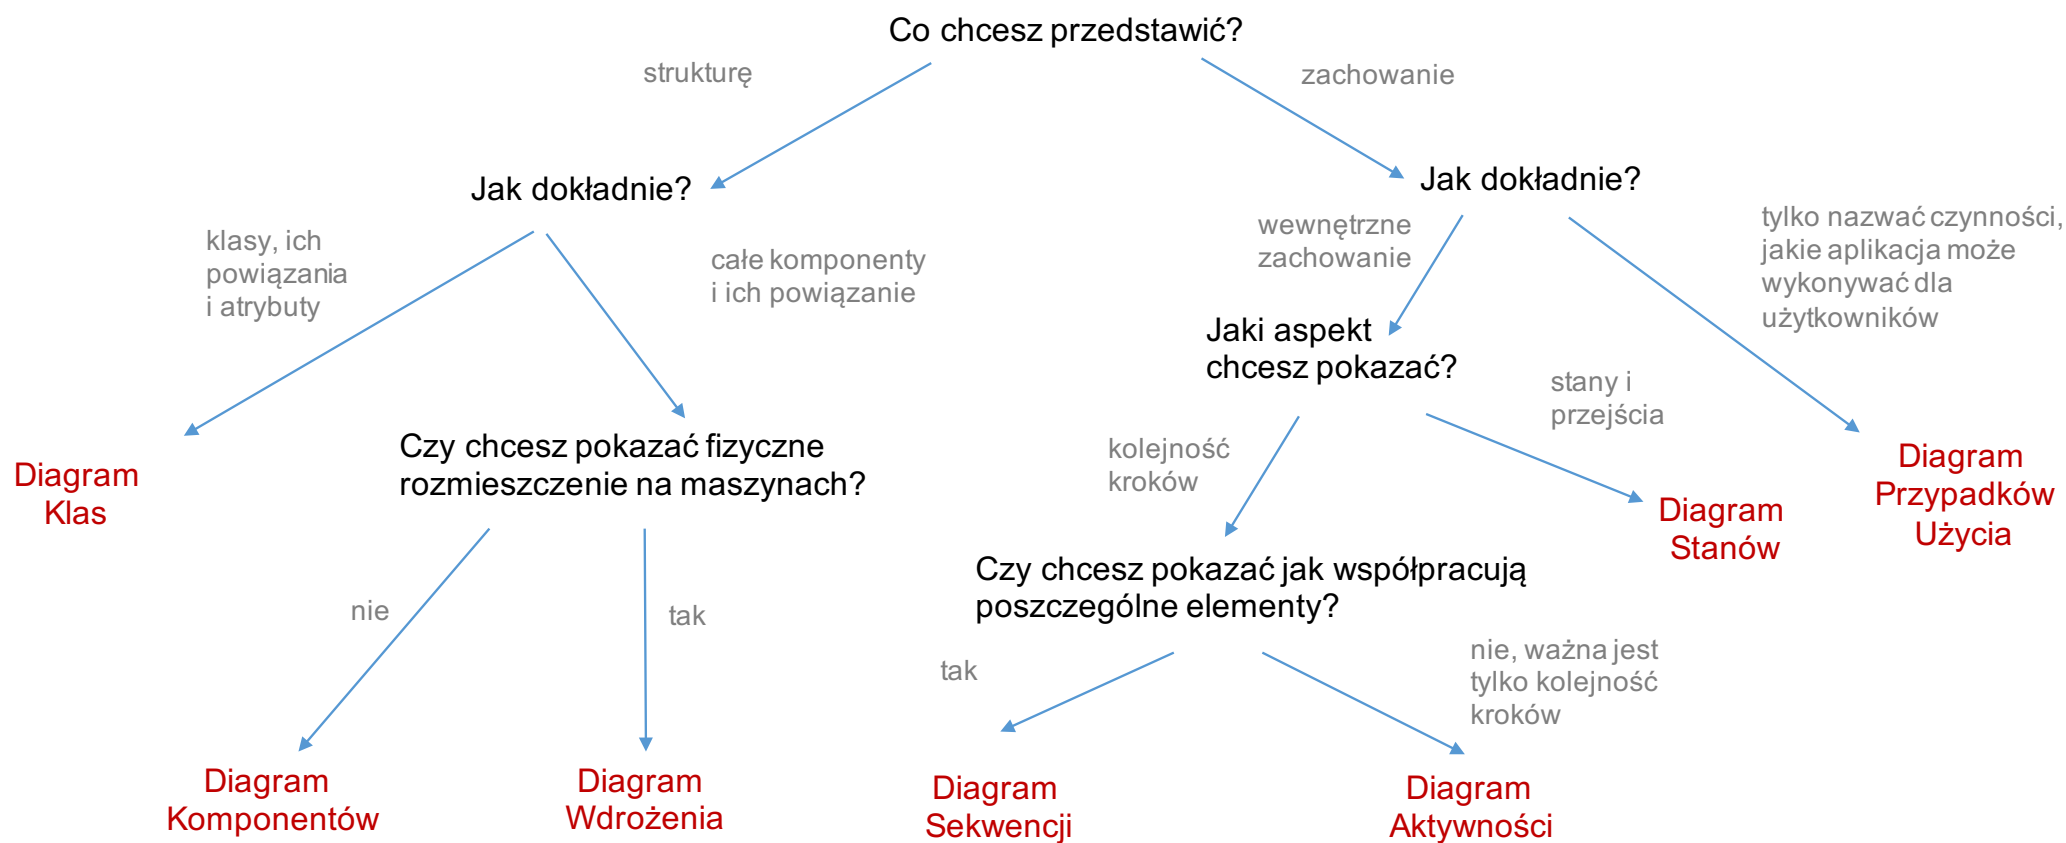 Co chcesz przedstawić?
strukturę
zachowanie
Jak dokładnie?
Jak dokładnie?
klasy, ich
powiązania
i atrybuty
całe komponenty
i ich powiązanie
wewnętrzne
zachowanie
tylko nazwać czynności,
jakie aplikacja może
wykonywać dla
użytkowników
Jaki aspekt
chcesz pokazać?
stany i
przejścia
kolejność
kroków
Diagram
Klas
Czy chcesz pokazać fizyczne
rozmieszczenie na maszynach?
Diagram
Stanów
Diagram
Przypadków
Użycia
Czy chcesz pokazać jak współpracują
poszczególne elementy?
nie
tak
tak
nie, ważna jest
tylko kolejność
kroków
Diagram
Komponentów
Diagram
Wdrożenia
Diagram
Sekwencji
Diagram
Aktywności